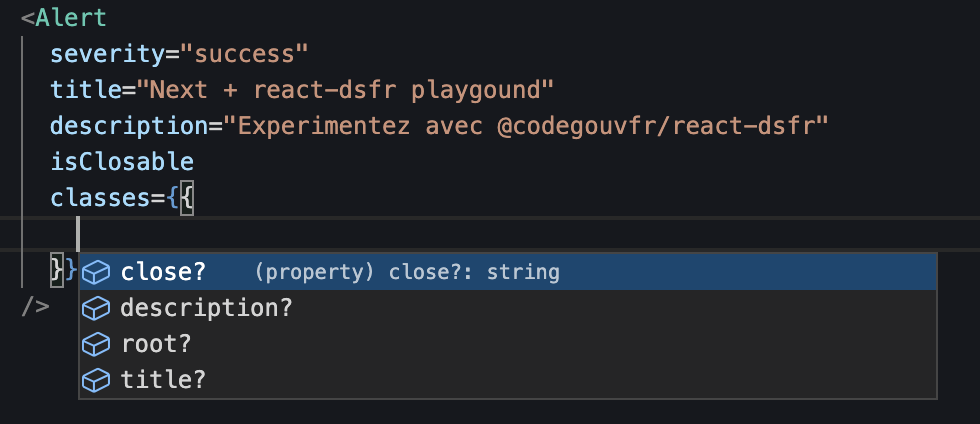 <Alert
severity="success"
title="Next + react-dsfr playgound"
description="Experimentez avec @codegouvfr/react-dsfr"
isClosable
classes={{
}}
close? (property) close?: string
description?
root?
/>
title?